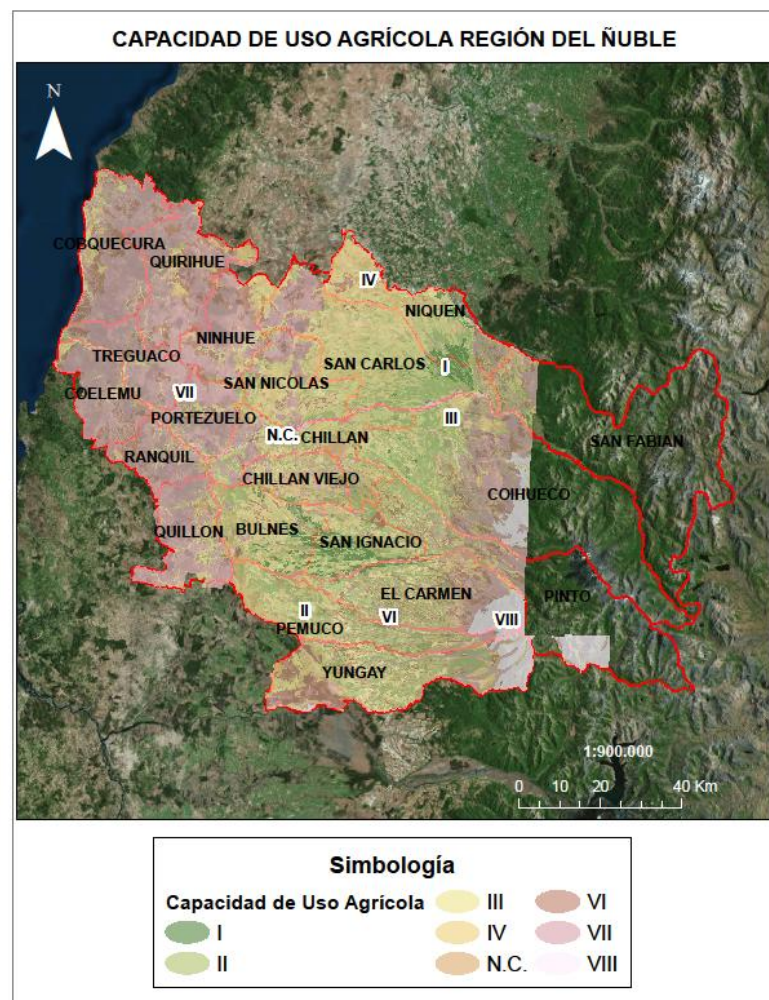 CAPACIDAD DE USO AGRÍCOLA REGIÓN DEL ÑUBLE
N
COBQUECURA
QUIRIHUE
IV
NIQUEN
NINHUE
TREGUACO
SAN CARLOS
I
SAN NICOLAS
COELEMU
VII
PORTEZUELO
III
N.C.
CHILLAN
SAN FABIAN
RANQUIL
CHILLAN VIEJO
COIHUECO
QUILLON
BULNES
SAN IGNACIO
EL CARMEN
PINTO
II
VI
VIII
PEMUCO
YUNGAY
1:900.000
0 10 20 40 Km
Simbología
Capacidad de Uso Agrícola
I
II
III
IV
N.C.
VI
VII
VIII